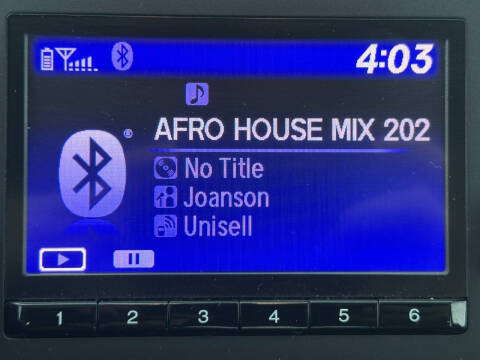 4:03
AFRO HOUSE MIX 202
No Title
Joanson
Unisell
1 2 3 4 5 6